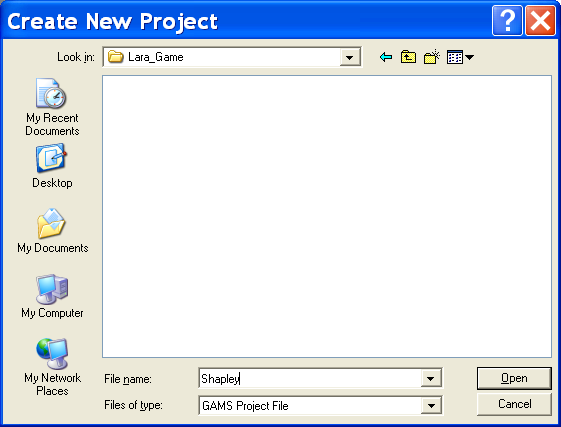 Create New Project
?
Look in:
Lara_Game
My Recent
Documents
Desktop
My Documents
My Computer
My Network
Places
File name:
Shapley
Open
Files of type:
GAMS Project File
Cancel